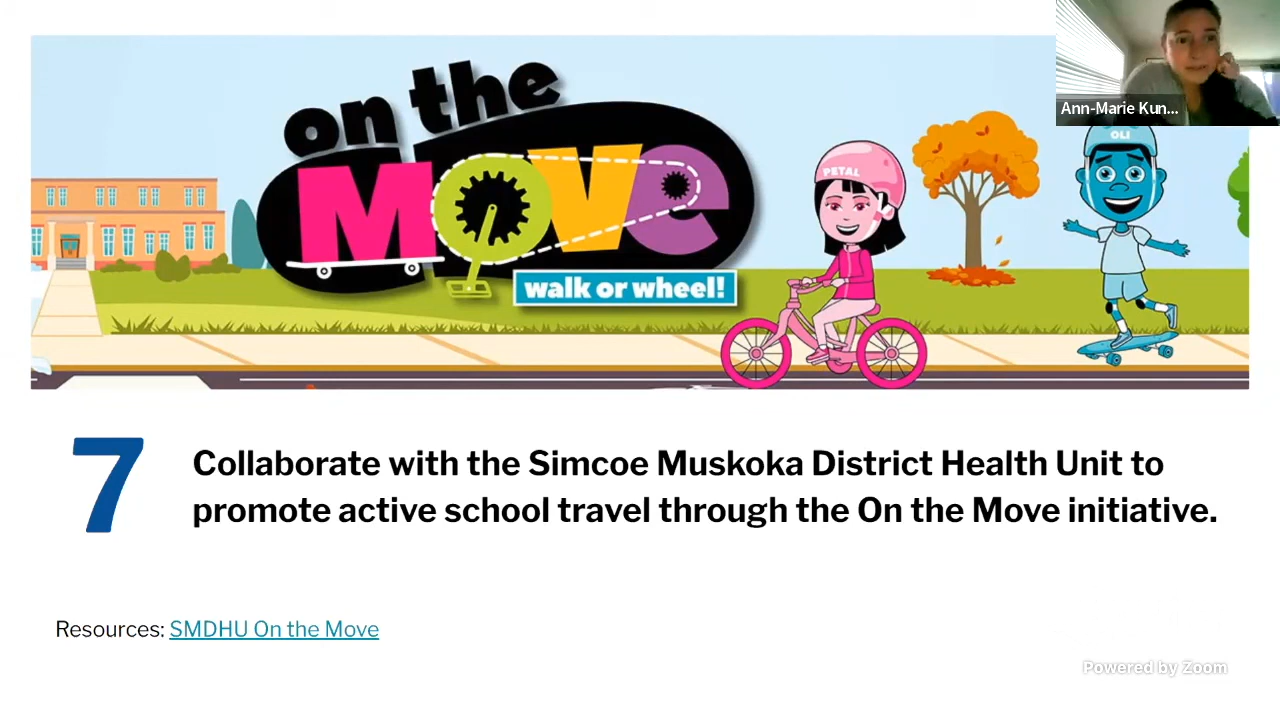 on the
MOVe
walk or wheel!
PETAL
OLI
Ann-Marie Kun...
7
Collaborate with the Simcoe Muskoka District Health Unit to
promote active school travel through the On the Move initiative.
Resources: SMDHU On the Move
Powered by Zoom